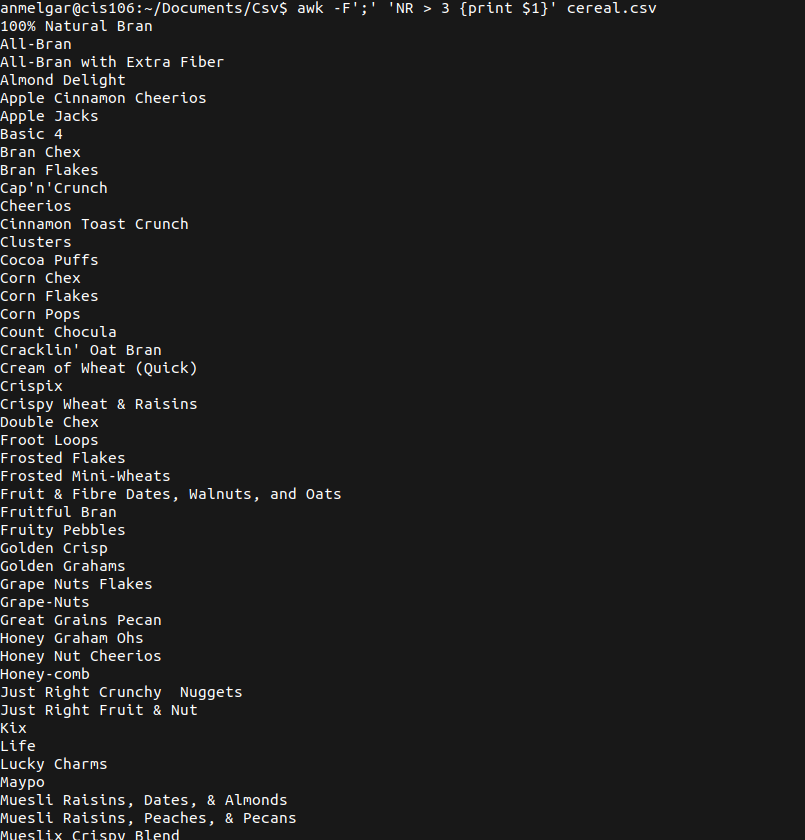 anmelgar@cis106:~/Documents/Csv$ awk -F';' 'NR > 3 {print $1}' cereal.csv
100% Natural Bran
All-Bran
All-Bran with Extra Fiber
Almond Delight
Apple Cinnamon Cheerios
Apple Jacks
Basic 4
Bran Chex
Bran Flakes
Cap'n'Crunch
Cheerios
Cinnamon Toast Crunch
Clusters
Cocoa Puffs
Corn Chex
Corn Flakes
Corn Pops
Count Chocula
Cracklin' Oat Bran
Cream of Wheat (Quick)
Crispix
Crispy Wheat & Raisins
Double Chex
Froot Loops
Frosted Flakes
Frosted Mini-Wheats
Fruit & Fibre Dates, Walnuts, and Oats
Fruitful Bran
Fruity Pebbles
Golden Crisp
Golden Grahams
Grape Nuts Flakes
Grape-Nuts
Great Grains Pecan
Honey Graham Ohs
Honey Nut Cheerios
Honey-comb
Just Right Crunchy  Nuggets
Just Right Fruit & Nut
Kix
Life
Lucky Charms
Maypo
Muesli Raisins, Dates, & Almonds
Muesli Raisins, Peaches, & Pecans
Mueslix Crispy Blend